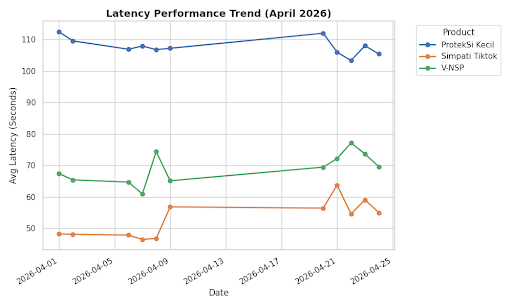 Latency Performance Trend (April 2026)
Product
ProtekSi Kecil
Simpati Tiktok
V-NSP
Avg Latency (Seconds)
110
100
90
80
70
60
50
2026-04-01
2026-04-05
2026-04-09
2026-04-13
2026-04-17
2026-04-21
2026-04-25
Date